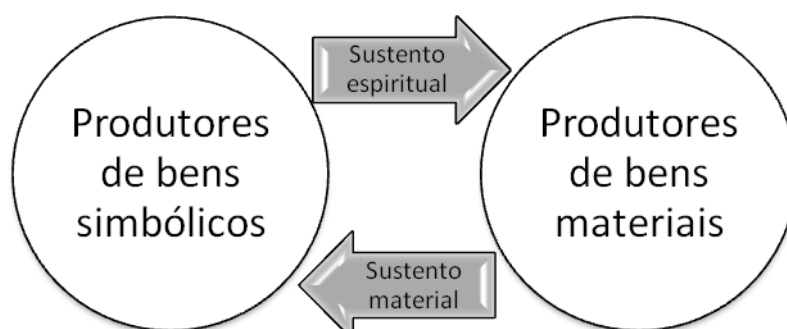 Produtores
de bens
simbólicos
Sustento
espiritual
Produtores
de bens
materiais
Sustento
material